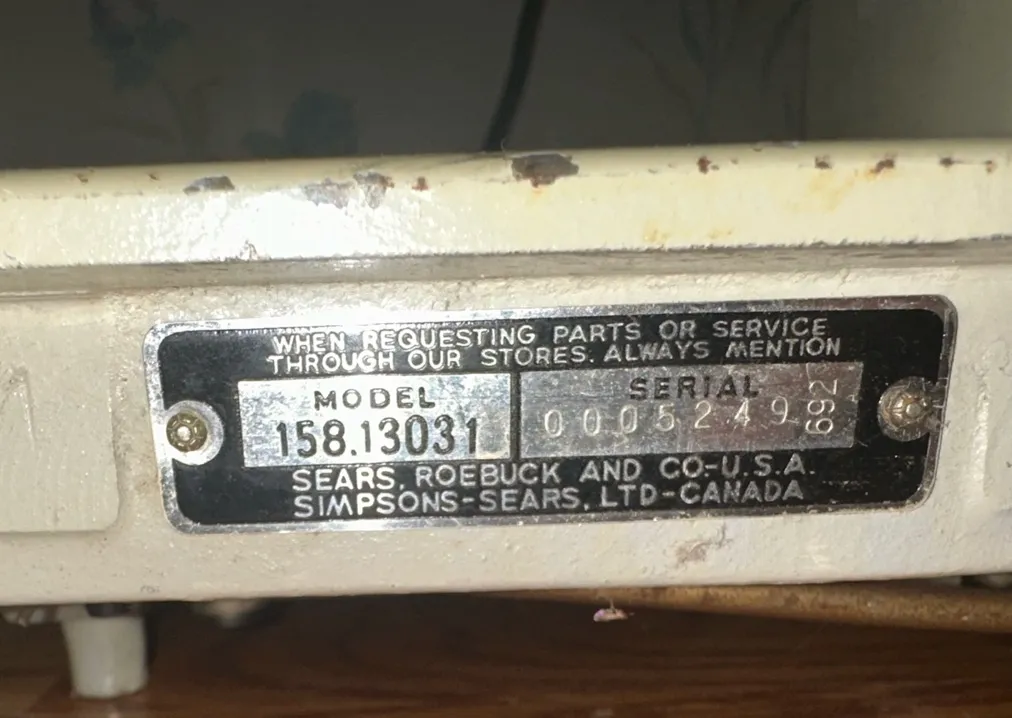 WHEN REQUESTING PARTS OR SERVICE
THROUGH OUR STORES. ALWAYS MENTION
MODEL
158.13031
SERIAL
0005249
692
SEARS, ROEBUCK AND CO-U.S.A.
SIMPSONS-SEARS, LTD-CANADA